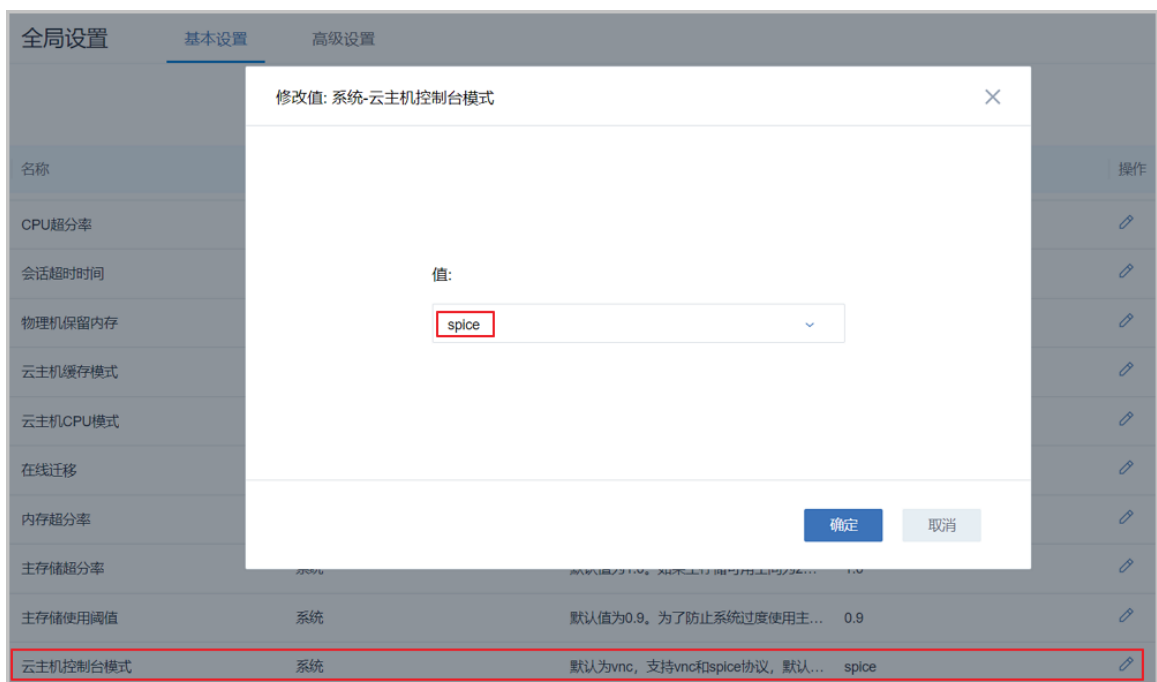 全局设置 基本设置 高级设置
修改值: 系统-云主机控制台模式
名称 操作
CPU超分率
会话超时时间
值:
物理机保留内存
spice
云主机缓存模式
云主机CPU模式
在线迁移
内存超分率
确定 取消
主存储超分率
主存储使用阈值 系统 默认值为0.9。为了防止系统过度使用主... 0.9
云主机控制台模式 系统 默认为vnc，支持vnc和spice协议，默认... spice